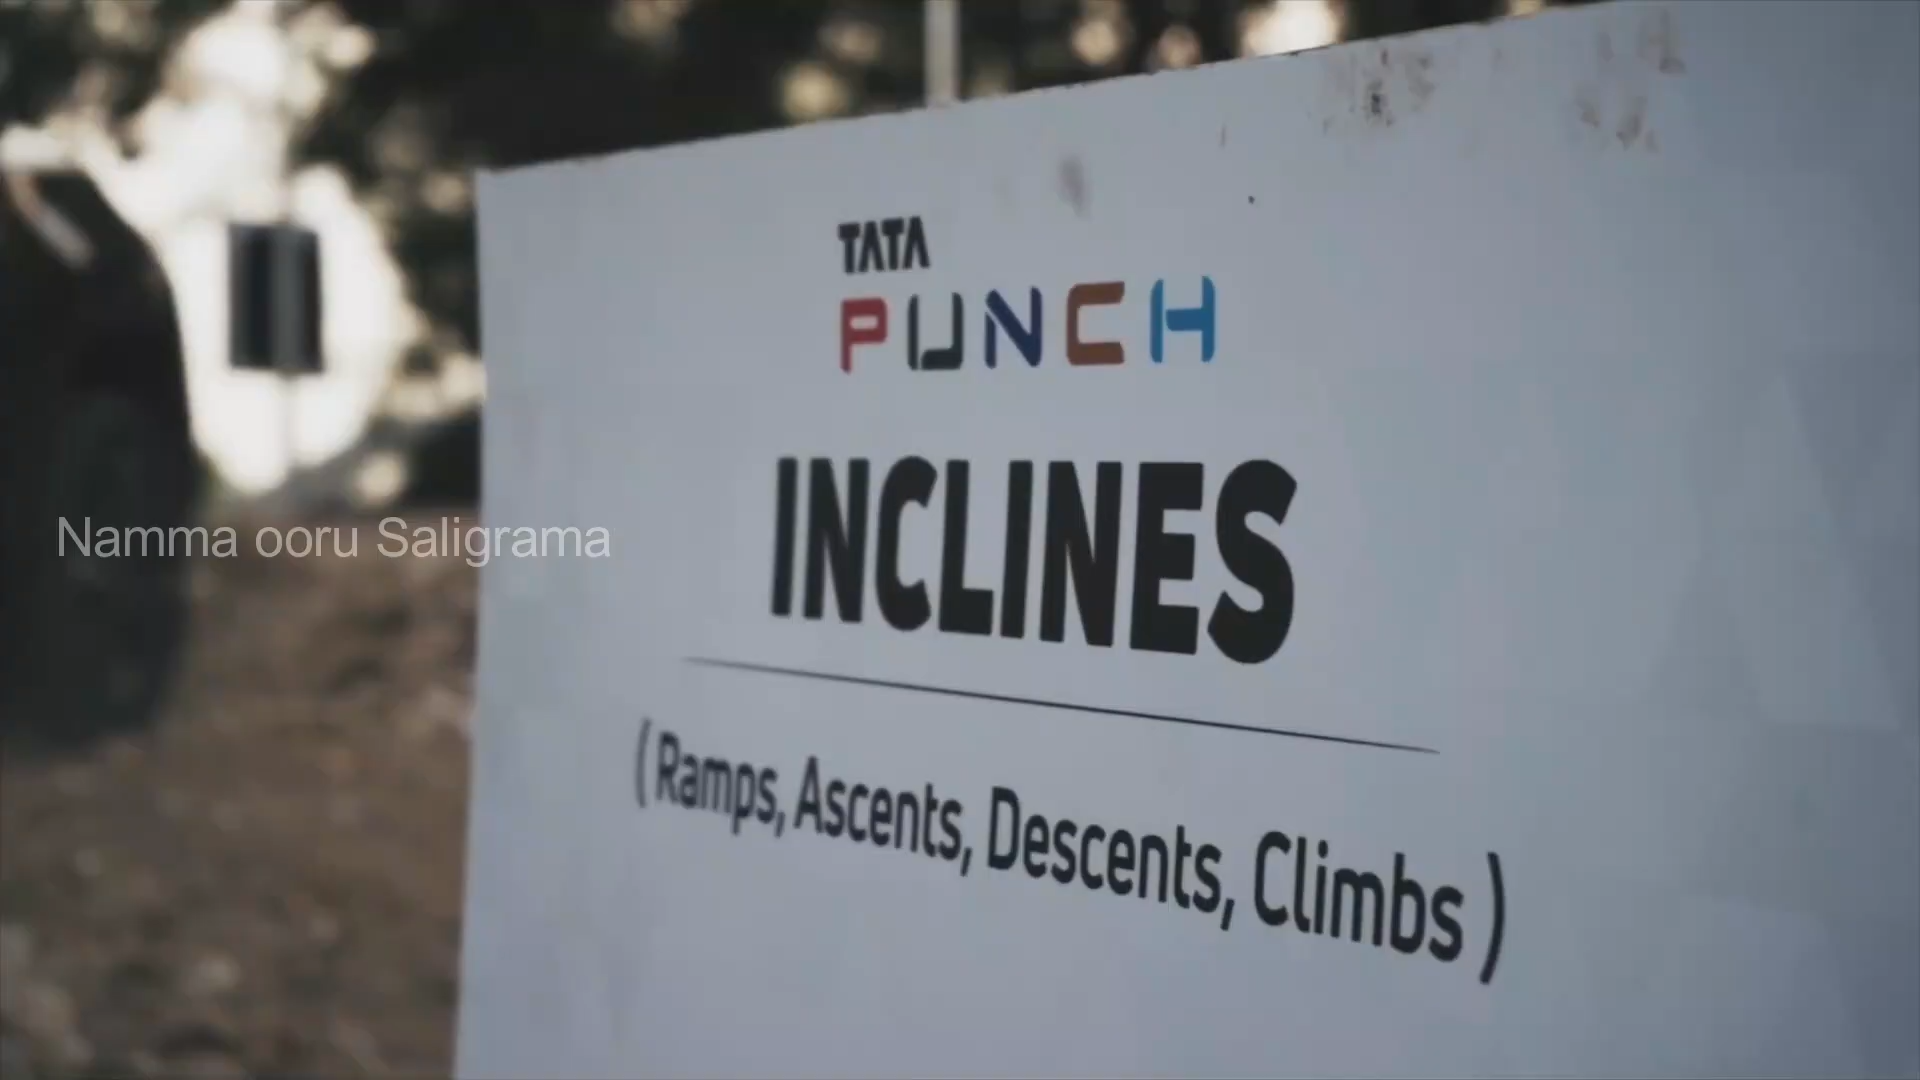 TATA
PUNCH
INCLINES
Namma ooru Saligrama
( Ramps, Ascents, Descents, Climbs )